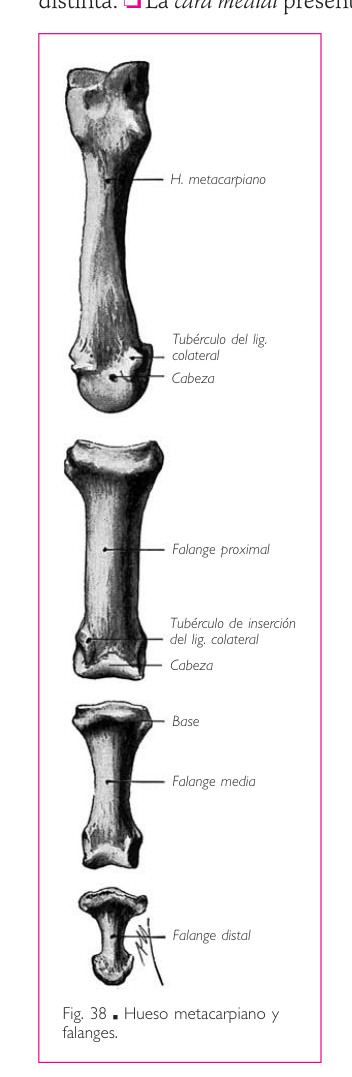 distinta. ❑ La cara medial present
H. metacarpiano
Tubérculo del lig.
colateral
Cabeza
Falange proximal
Tubérculo de inserción
del lig. colateral
Cabeza
Base
Falange media
Falange distal
Fig. 38 ■ Hueso metacarpiano y
falanges.